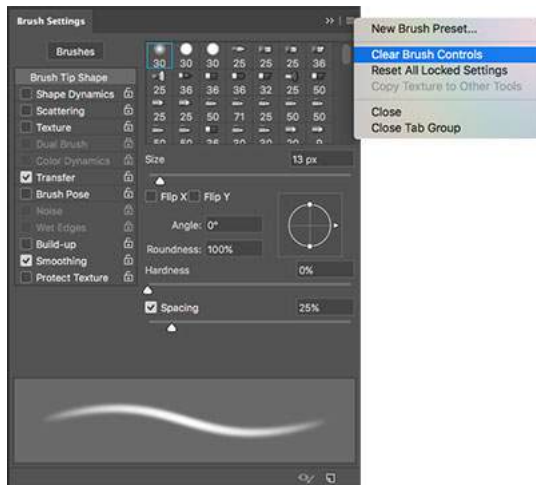 Brush Settings
Brushes
Brush Tip Shape
Shape Dynamics
Scattering
Texture
Dual Brush
Color Dynamics
Transfer
Brush Pose
Noise
Wet Edges
Build-up
Smoothing
Protect Texture
30 30 30 25 25 25 36
25 36 36 36 32 25 50
25 25 50 71 25 50 50
Size 13 px
Flip X Flip Y
Angle: 0°
Roundness: 100%
Hardness 0%
Spacing 25%
New Brush Preset...
Clear Brush Controls
Reset All Locked Settings
Copy Texture to Other Tools
Close
Close Tab Group